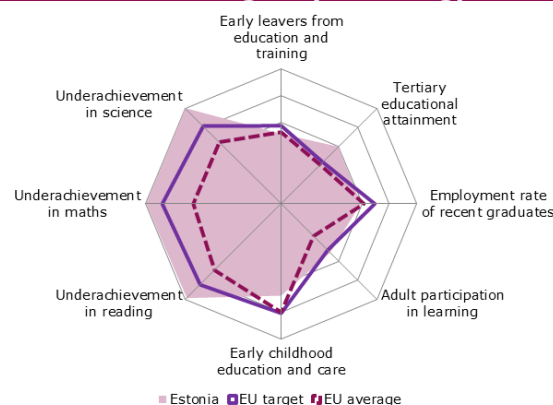 Early leavers from
education and
training
Tertiary
educational
attainment
Employment rate
of recent graduates
Adult participation
in learning
Early childhood
education and care
Underachievement
in reading
Underachievement
in maths
Underachievement
in science
Estonia EU target EU average